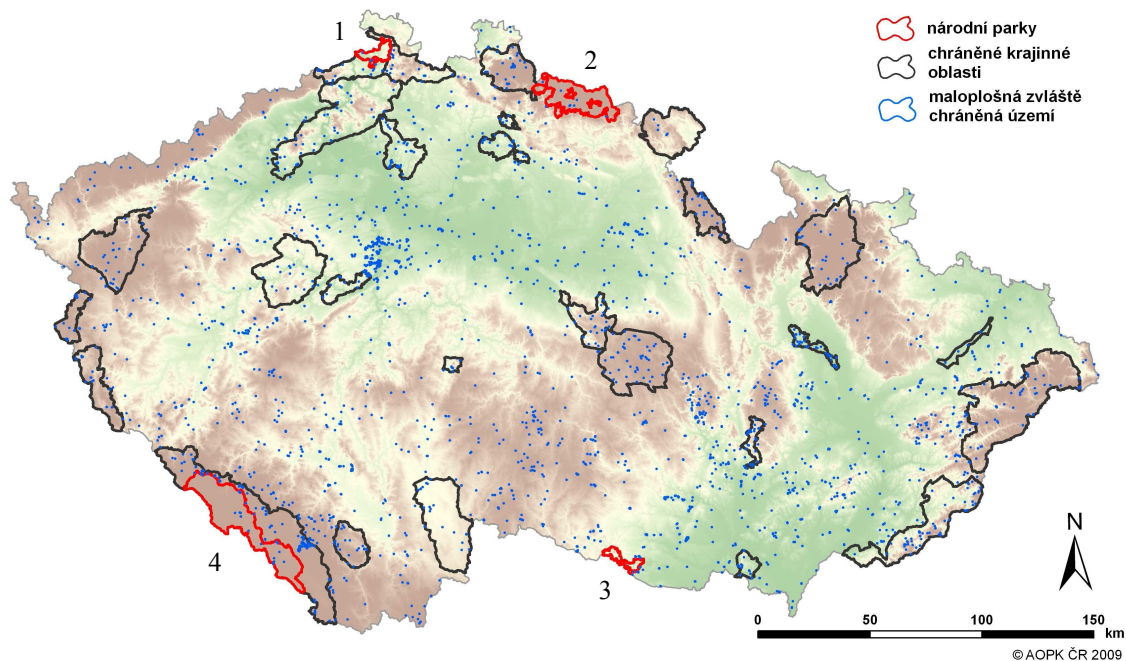 1
2
národní parky
chráněné krajinné
oblasti
maloplošná zvláště
chráněná území
4
3
N
0 50 100 150
km
© AOPK ČR 2009